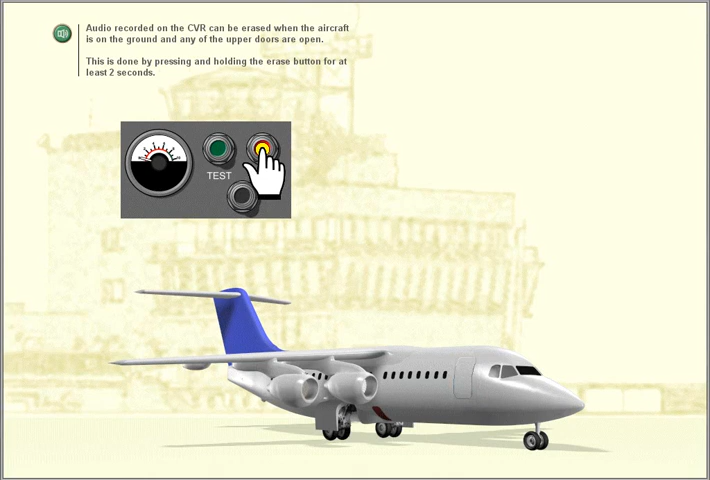 Audio recorded on the CVR can be erased when the aircraft
is on the ground and any of the upper doors are open.
This is done by pressing and holding the erase button for at
least 2 seconds.
TEST